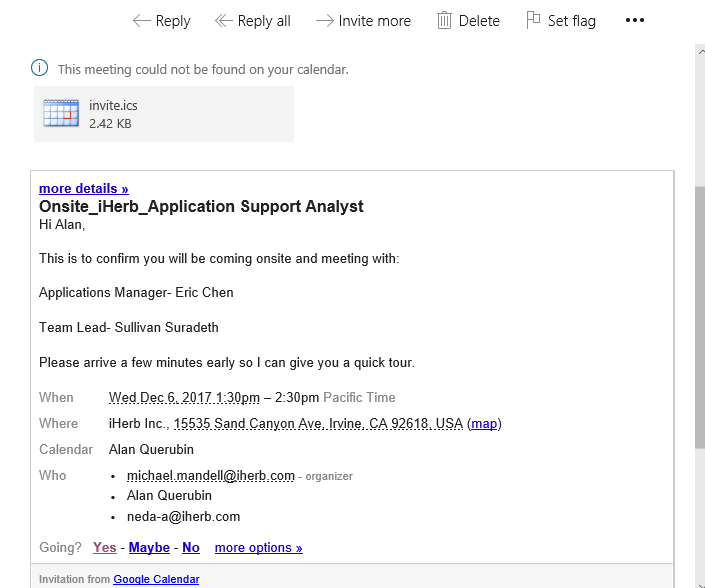 Reply Reply all Invite more Delete Set flag
This meeting could not be found on your calendar.
invite.ics
2.42 KB
more details »
Onsite_iHerb_Application Support Analyst
Hi Alan,
This is to confirm you will be coming onsite and meeting with:
Applications Manager- Eric Chen
Team Lead- Sullivan Suradeth
Please arrive a few minutes early so I can give you a quick tour.
When Wed Dec 6, 2017 1:30pm – 2:30pm Pacific Time
Where iHerb Inc., 15535 Sand Canyon Ave, Irvine, CA 92618, USA (map)
Calendar Alan Querubin
Who • michael.mandell@iherb.com - organizer
• Alan Querubin
• neda-a@iherb.com
Going? Yes - Maybe - No more options »
Invitation from Google Calendar